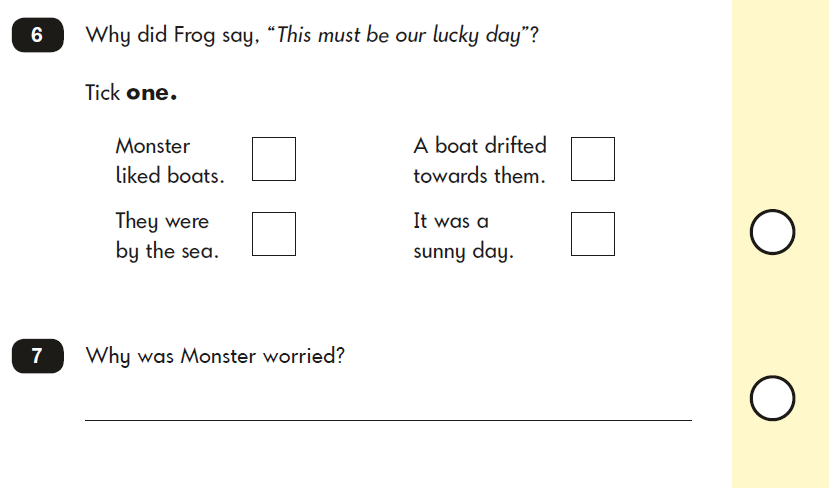 6 Why did Frog say, “This must be our lucky day”?
Tick one.
Monster
liked boats.
A boat drifted
towards them.
They were
by the sea.
It was a
sunny day.
7 Why was Monster worried?